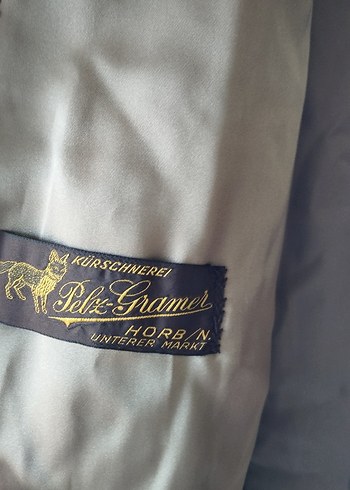 KÜRSCHNEREI
Pelz-Gramer
HORB/N.
UNTERER MARKT